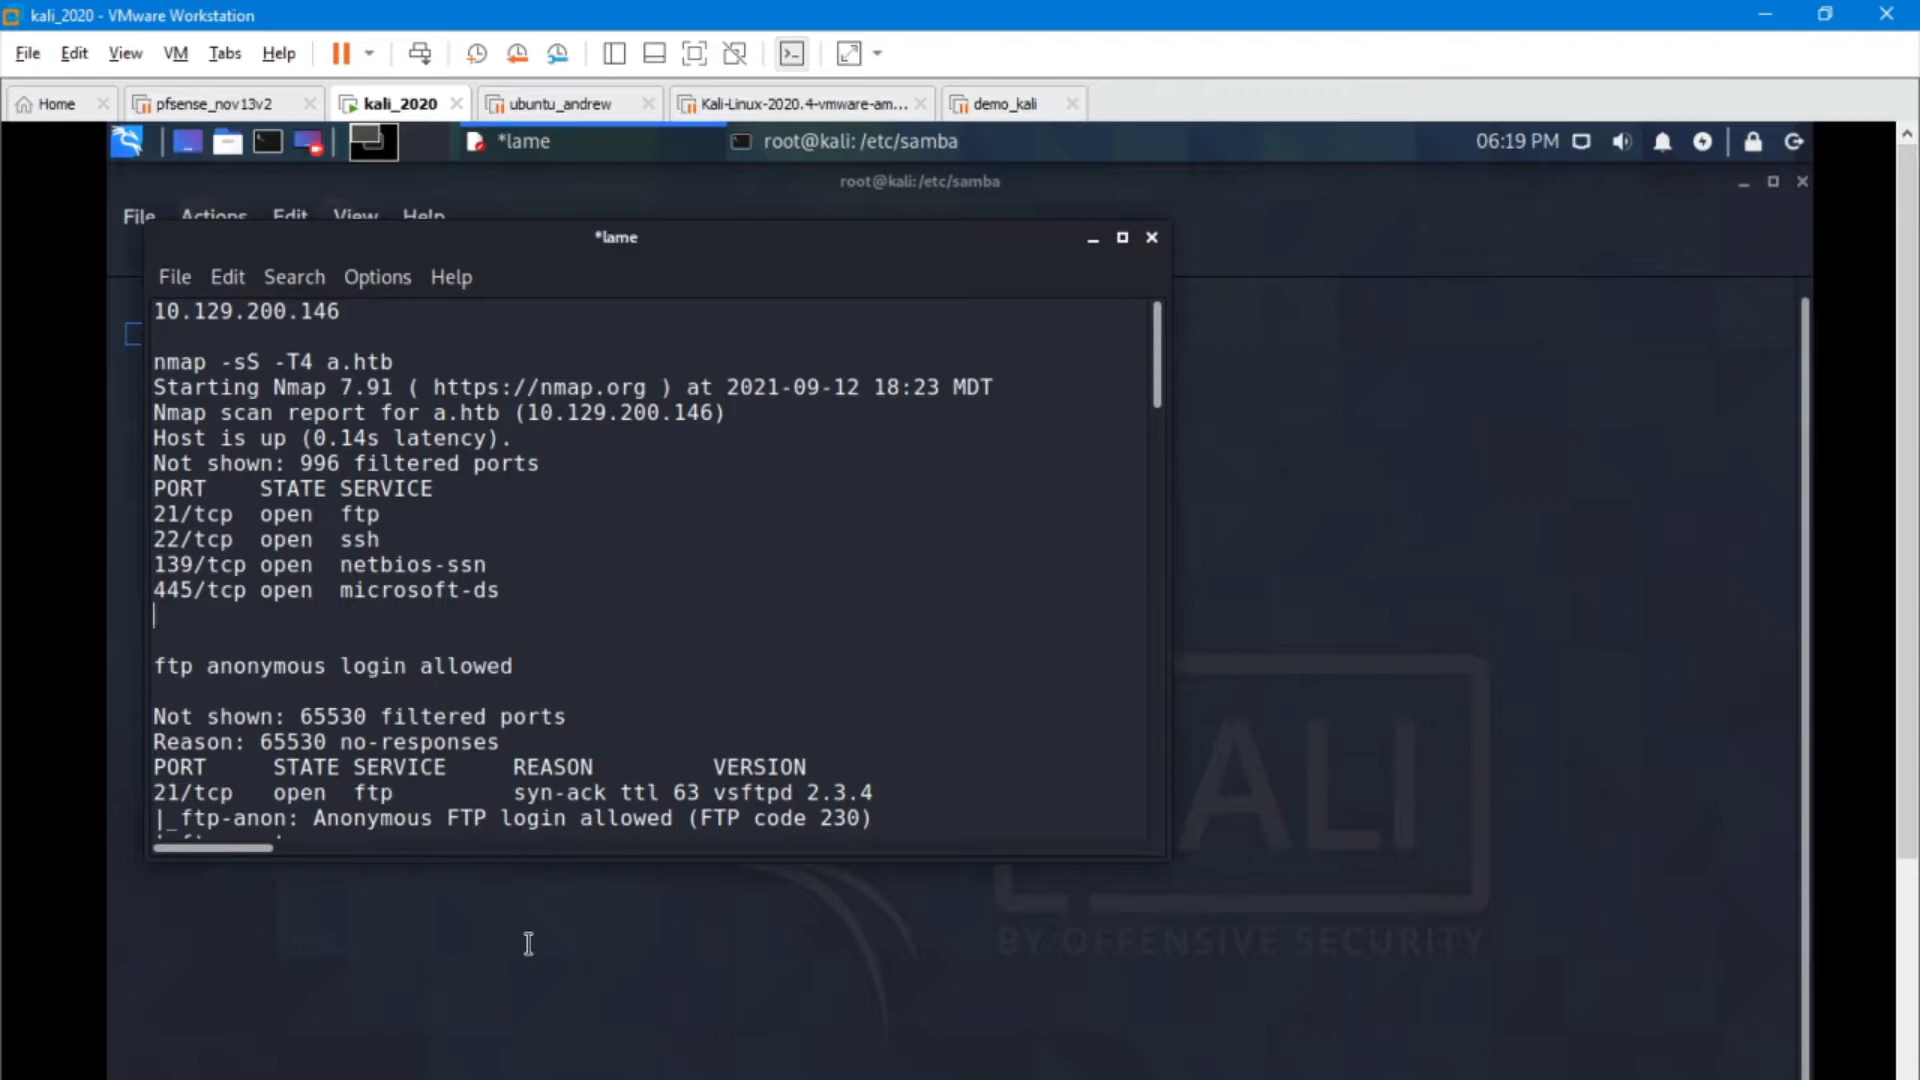 kali_2020 - VMware Workstation
File Edit View VM Tabs Help
Home pfsense_nov13v2 kali_2020 ubuntu_andrew Kali-Linux-2020.4-vmware-am... demo_kali
*lame root@kali: /etc/samba 06:19 PM
root@kali:/etc/samba
File Actions Edit View Help
*lame
File Edit Search Options Help
10.129.200.146
nmap -sS -T4 a.htb
Starting Nmap 7.91 ( https://nmap.org ) at 2021-09-12 18:23 MDT
Nmap scan report for a.htb (10.129.200.146)
Host is up (0.14s latency).
Not shown: 996 filtered ports
PORT    STATE SERVICE
21/tcp  open  ftp
22/tcp  open  ssh
139/tcp open  netbios-ssn
445/tcp open  microsoft-ds
ftp anonymous login allowed
Not shown: 65530 filtered ports
Reason: 65530 no-responses
PORT     STATE SERVICE     REASON         VERSION
21/tcp   open  ftp         syn-ack ttl 63 vsftpd 2.3.4
|_ftp-anon: Anonymous FTP login allowed (FTP code 230)
KALI
BY OFFENSIVE SECURITY